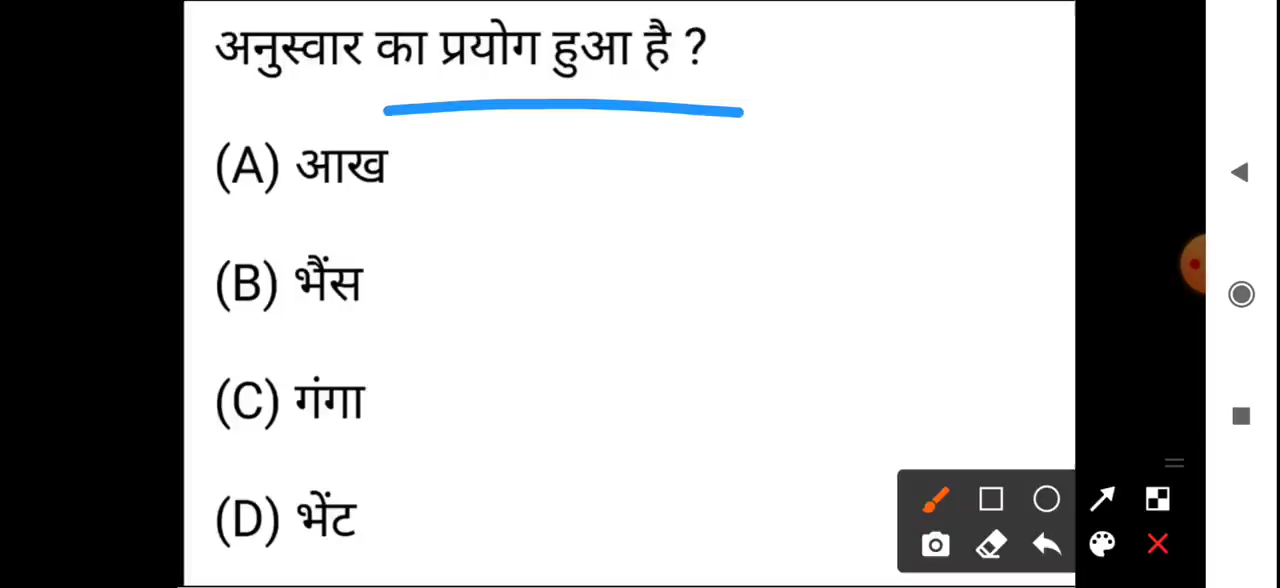 अनुस्वार का प्रयोग हुआ है ?
(A) आख
(B) भैंस
(C) गंगा
(D) भेंट